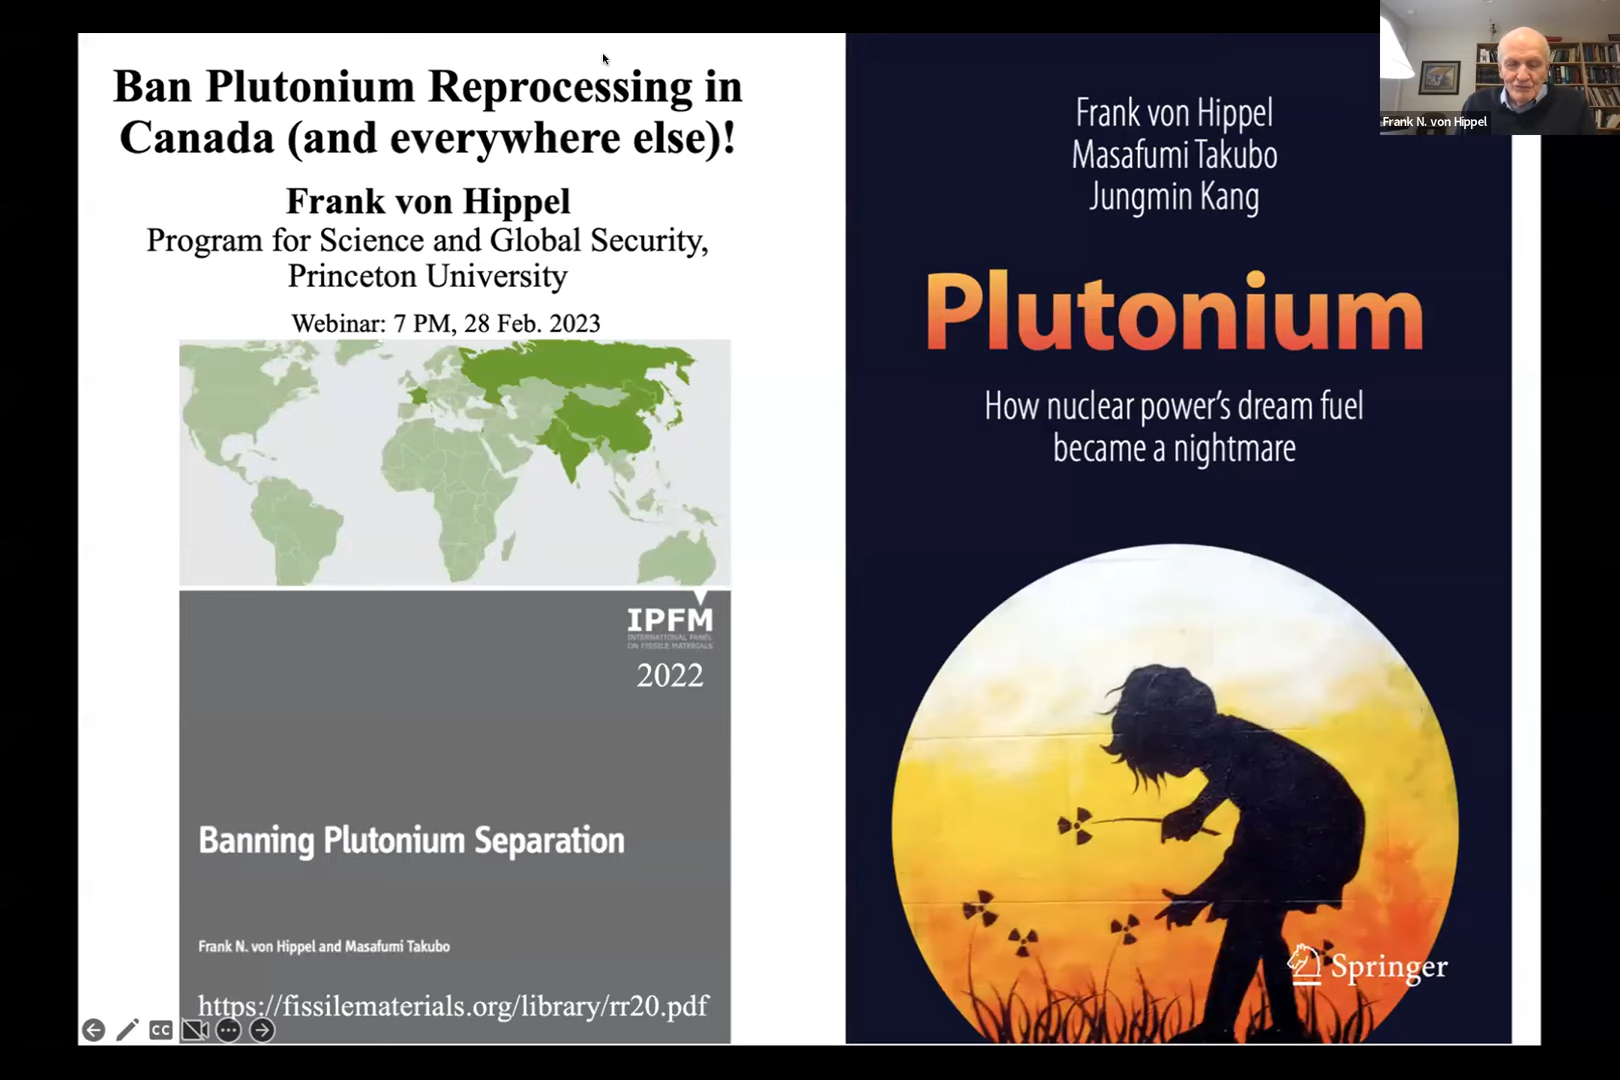 Ban Plutonium Reprocessing in
Canada (and everywhere else)!
Frank von Hippel
Program for Science and Global Security,
Princeton University
Webinar: 7 PM, 28 Feb. 2023
IPFM
INTERNATIONAL PANEL
ON FISSILE MATERIALS
2022
Banning Plutonium Separation
Frank N. von Hippel and Masafumi Takubo
https://fissilematerials.org/library/rr20.pdf
CC
Frank von Hippel
Masafumi Takubo
Jungmin Kang
Plutonium
How nuclear power's dream fuel
became a nightmare
Springer
Frank N. von Hippel